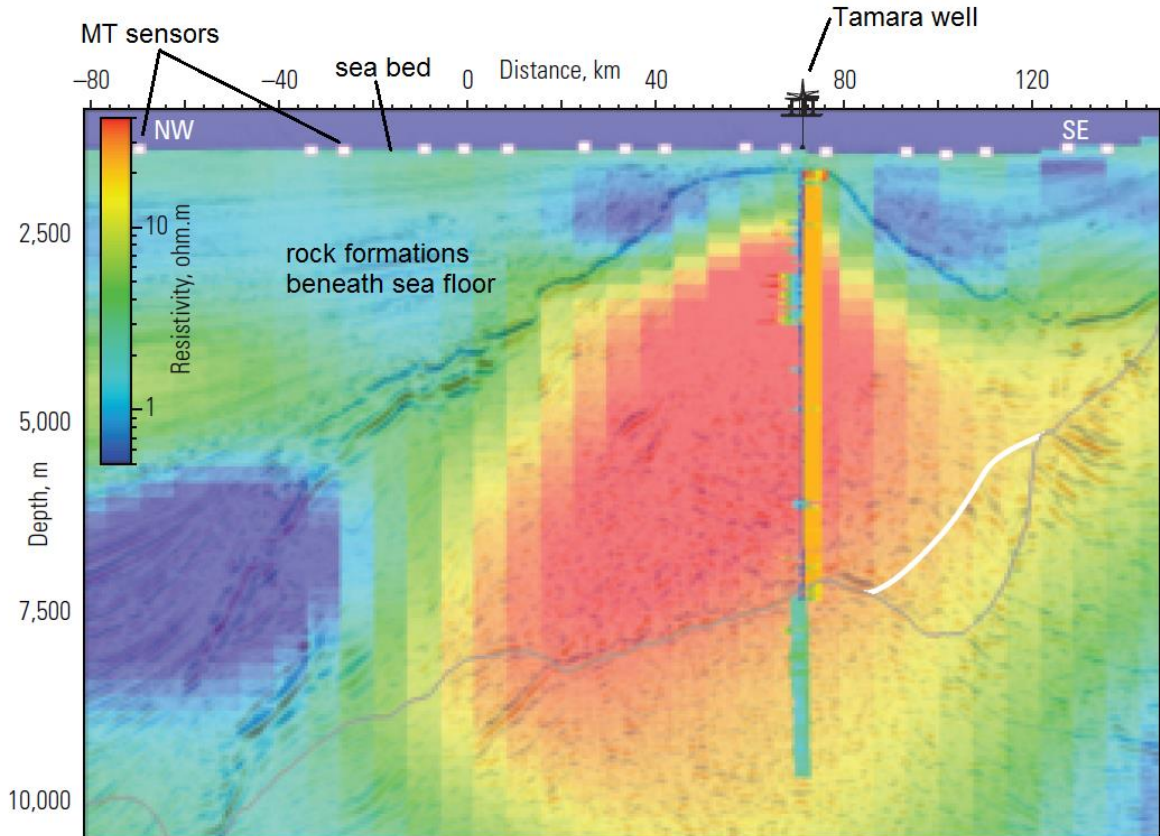 Tamara well
MT sensors
sea bed
Distance, km
–80
–40
0
40
80
120
NW
SE
10
1
Resistivity, ohm.m
rock formations
beneath sea floor
Depth, m
2,500
5,000
7,500
10,000